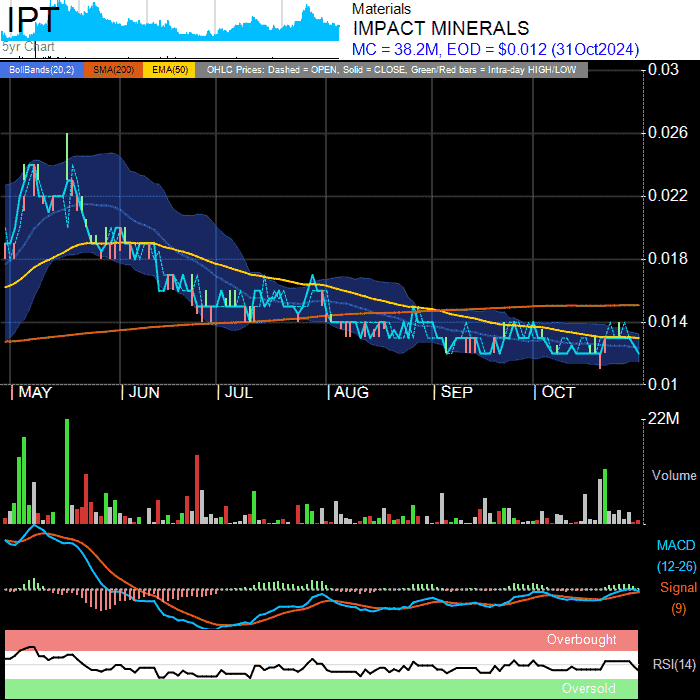 IPT
5yr Chart
Materials
IMPACT MINERALS
MC = 38.2M, EOD = $0.012 (31Oct2024)
BollBands(20,2) SMA(200) EMA(50) OHLC Prices: Dashed = OPEN, Solid = CLOSE, Green/Red bars = Intra-day HIGH/LOW
0.03
0.026
0.022
0.018
0.014
0.01
MAY JUN JUL AUG SEP OCT
22M
Volume
MACD
(12-26)
Signal
(9)
Overbought
RSI(14)
Oversold